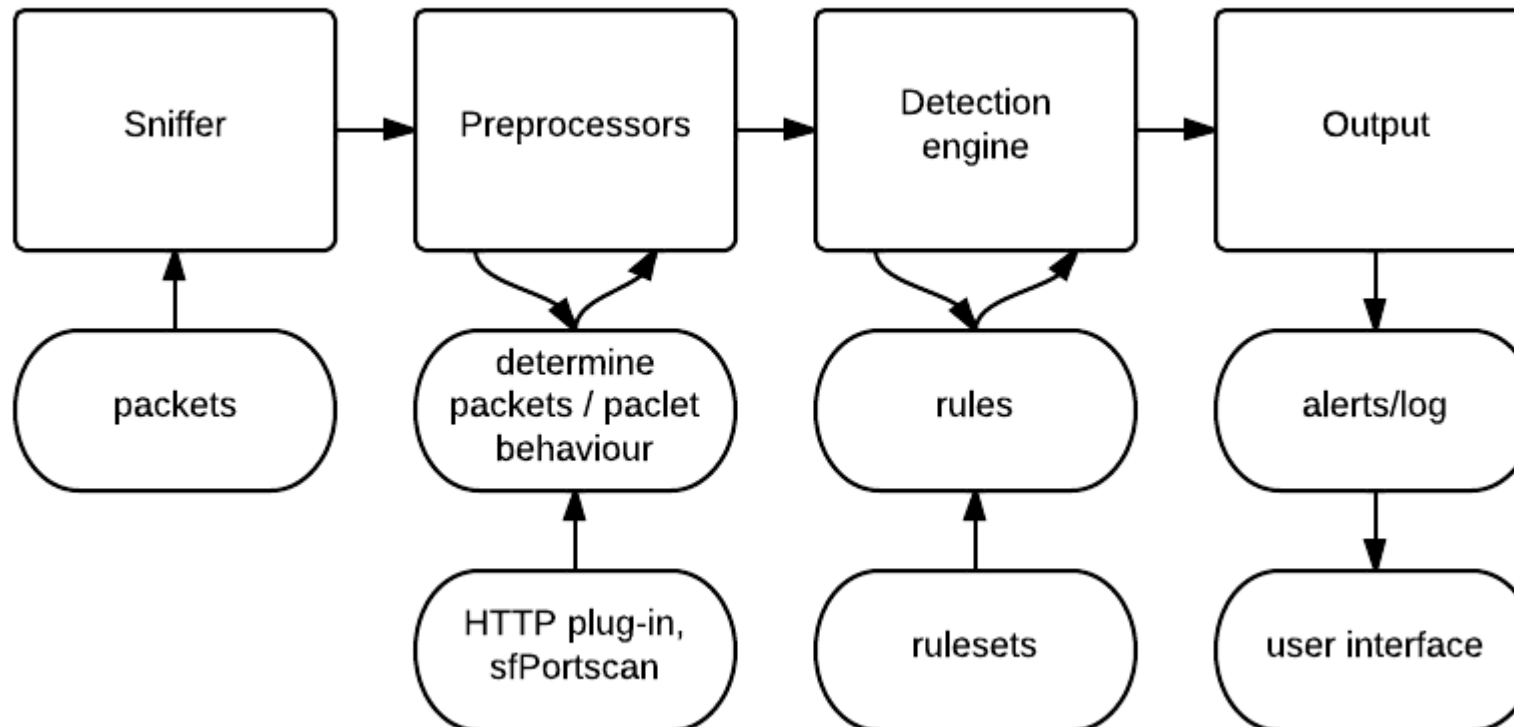 Sniffer
Preprocessors
Detection
engine
Output
packets
determine
packets / paclet
behaviour
rules
alerts/log
HTTP plug-in,
sfPortscan
rulesets
user interface